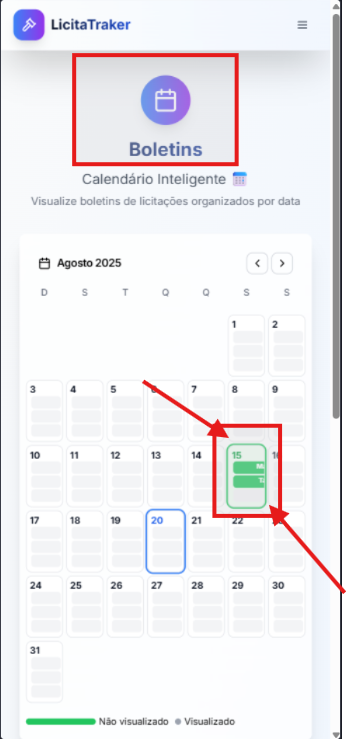 LicitaTraker
Boletins
Calendário Inteligente
Visualize boletins de licitações organizados por data
Agosto 2025
D S T Q Q S S
1 2
3 4 5 6 7 8 9
10 11 12 13 14 15 16
17 18 19 20 21 22
24 25 26 27 28 29 30
31
Não visualizado Visualizado